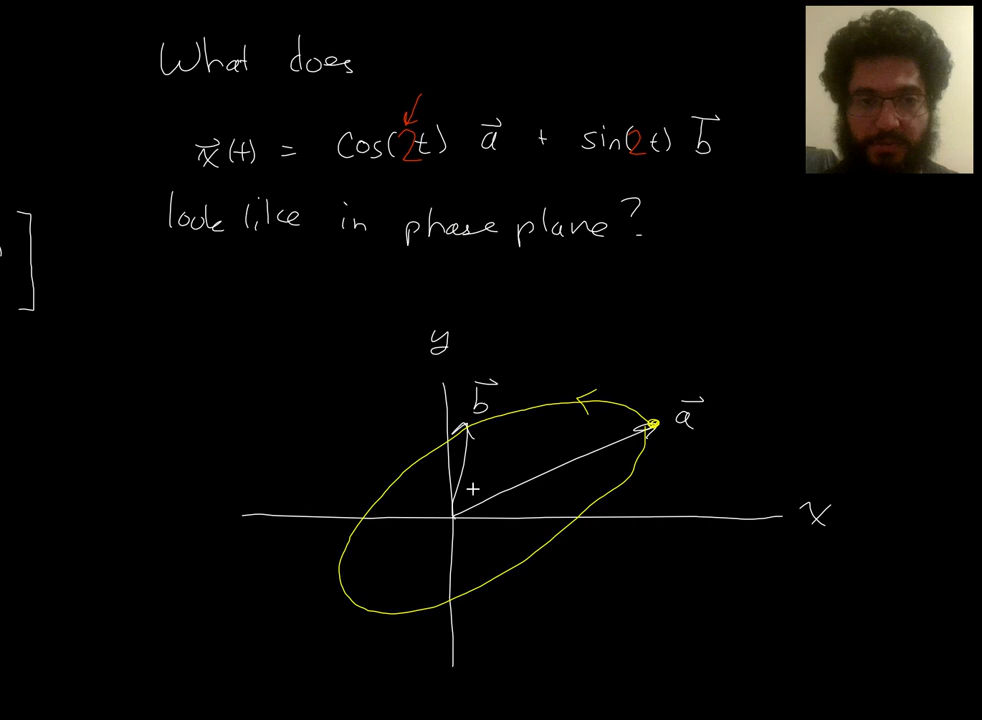 What does
x⃗(t) = cos(2t) a⃗ + sin(2t) b⃗
look like in phase plane?
y
b⃗
a⃗
+
x